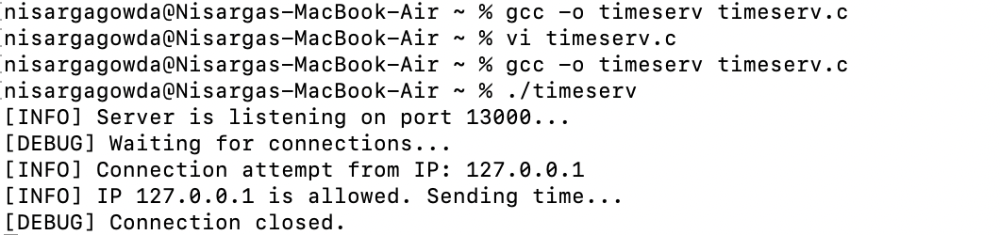 nisargagowda@Nisargas-MacBook-Air ~ % gcc -o timeserv timeserv.c
nisargagowda@Nisargas-MacBook-Air ~ % vi timeserv.c
nisargagowda@Nisargas-MacBook-Air ~ % gcc -o timeserv timeserv.c
nisargagowda@Nisargas-MacBook-Air ~ % ./timeserv
[INFO] Server is listening on port 13000...
[DEBUG] Waiting for connections...
[INFO] Connection attempt from IP: 127.0.0.1
[INFO] IP 127.0.0.1 is allowed. Sending time...
[DEBUG] Connection closed.